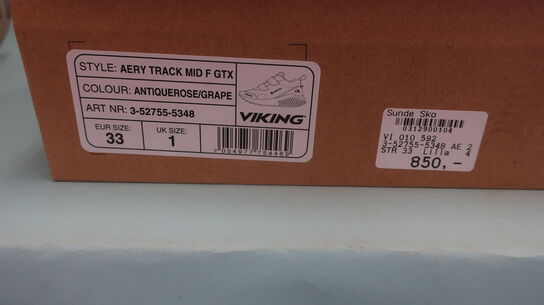 STYLE: AERY TRACK MID F GTX
COLOUR: ANTIQUEROSE/GRAPE
ART NR: 3-52755-5348
EUR SIZE: 33
UK SIZE: 1
VIKING
7054977754469
Sunde Sko
0312900104
VI 010 592
3-52755-5348 AE 2
STR 33 Lilla 4
850,-